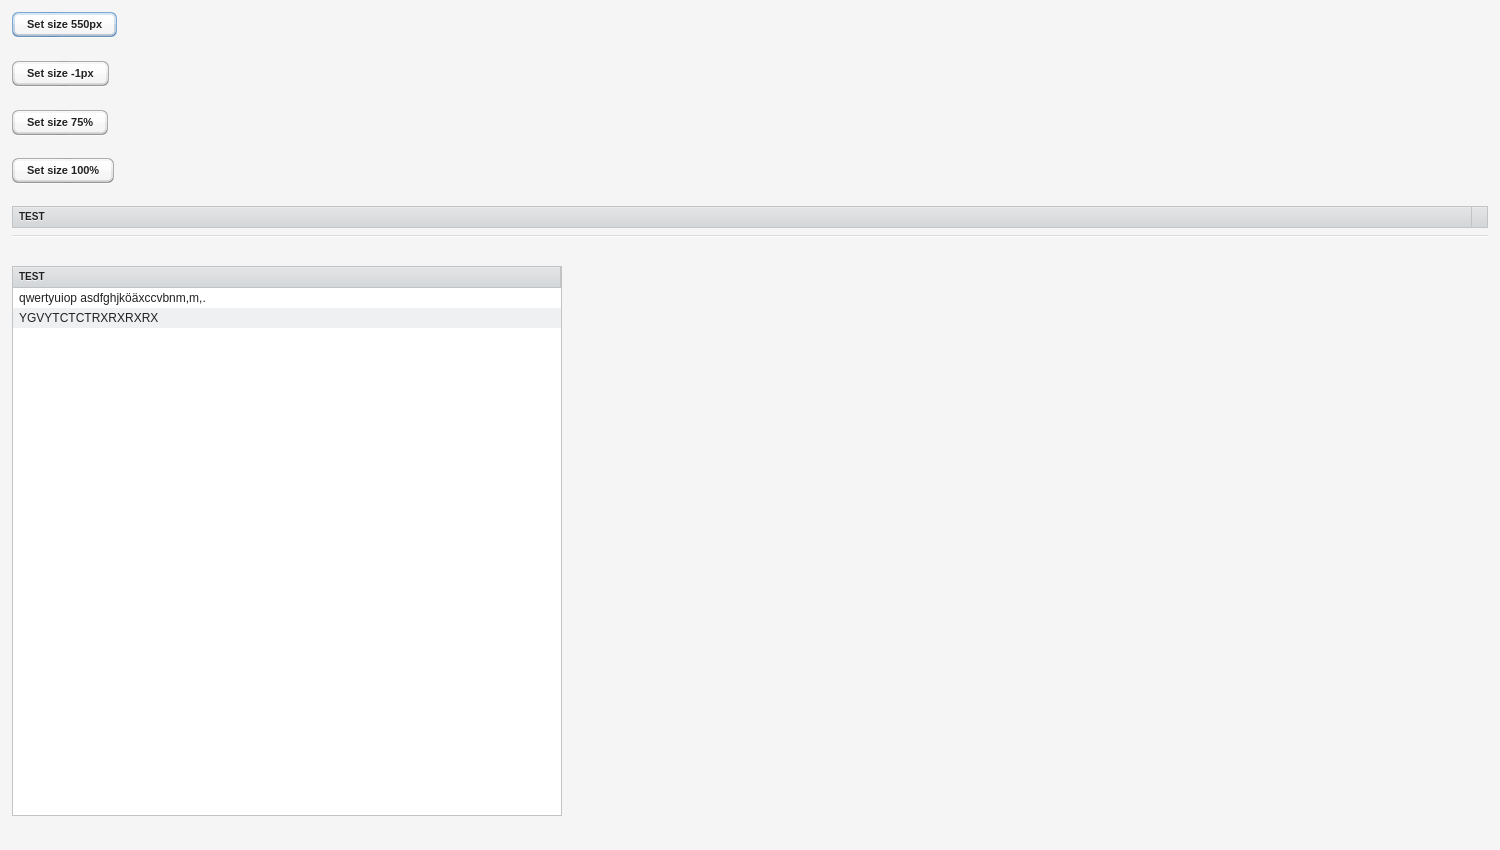 Set size 550px
Set size -1px
Set size 75%
Set size 100%
TEST
TEST
qwertyuiop asdfghjköäxccvbnm,m,.
YGVYTCTCTRXRXRXRX